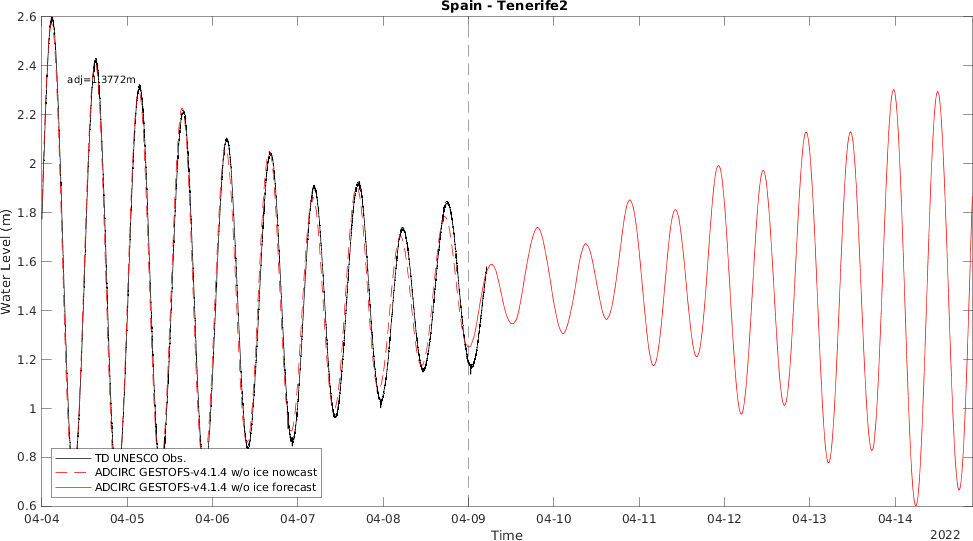 Spain - Tenerife2
2.6
2.4
2.2
2
1.8
1.6
1.4
1.2
1
0.8
0.6
Water Level (m)
adj=1.3772m
TD UNESCO Obs.
ADCIRC GESTOFS-v4.1.4 w/o ice nowcast
ADCIRC GESTOFS-v4.1.4 w/o ice forecast
04-04 04-05 04-06 04-07 04-08 04-09 04-10 04-11 04-12 04-13 04-14
Time
2022